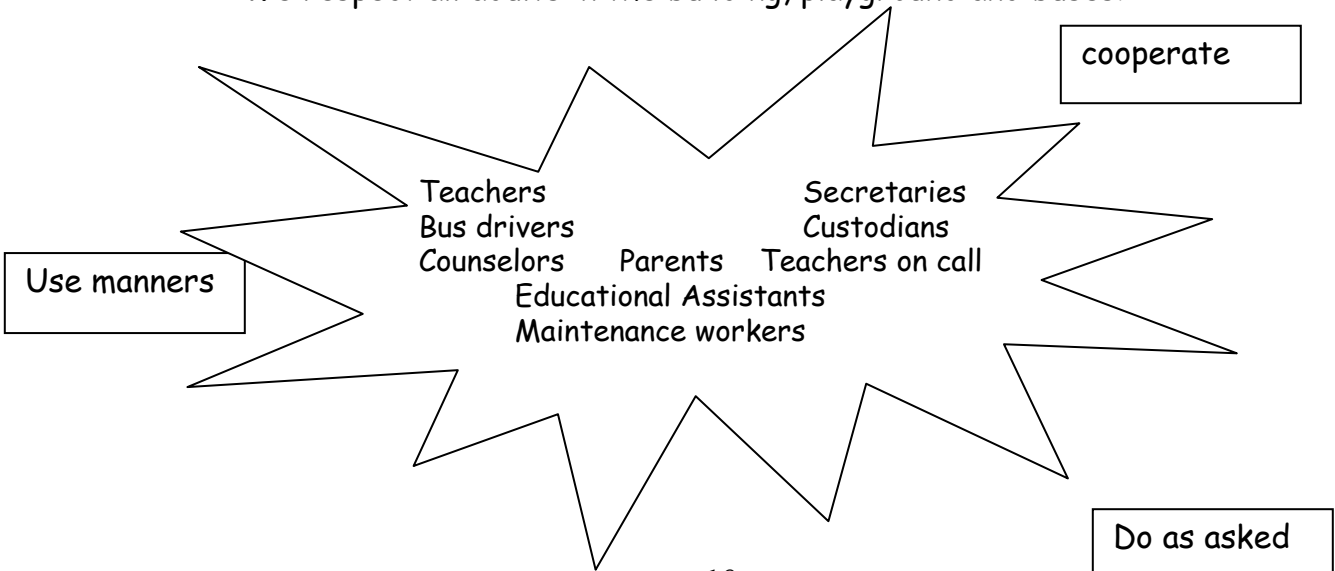 cooperate
Teachers Secretaries
Bus drivers Custodians
Counselors Parents Teachers on call
Use manners
Educational Assistants
Maintenance workers
Do as asked